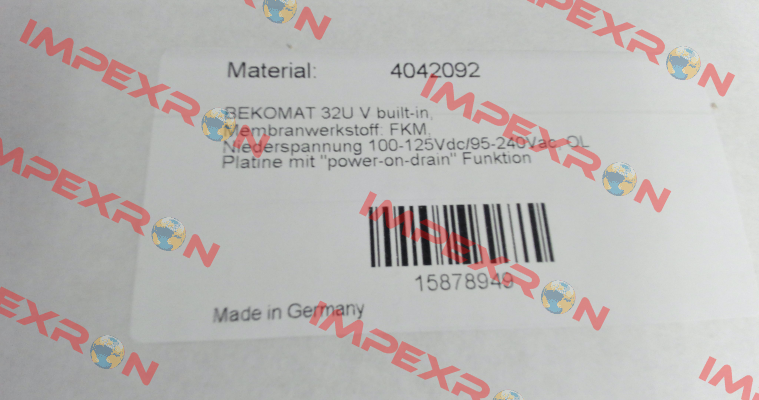 Material: 4042092
BEKOMAT 32U V built-in,
Membranwerkstoff: FKM,
Niederspannung 100-125Vdc/95-240Vac, OL
Platine mit "power-on-drain" Funktion
15878949
Made in Germany
IMPEXRON
IMPEXRON
IMPEXRON
IMPEXRON
IMPEXRON
IMPEXRON